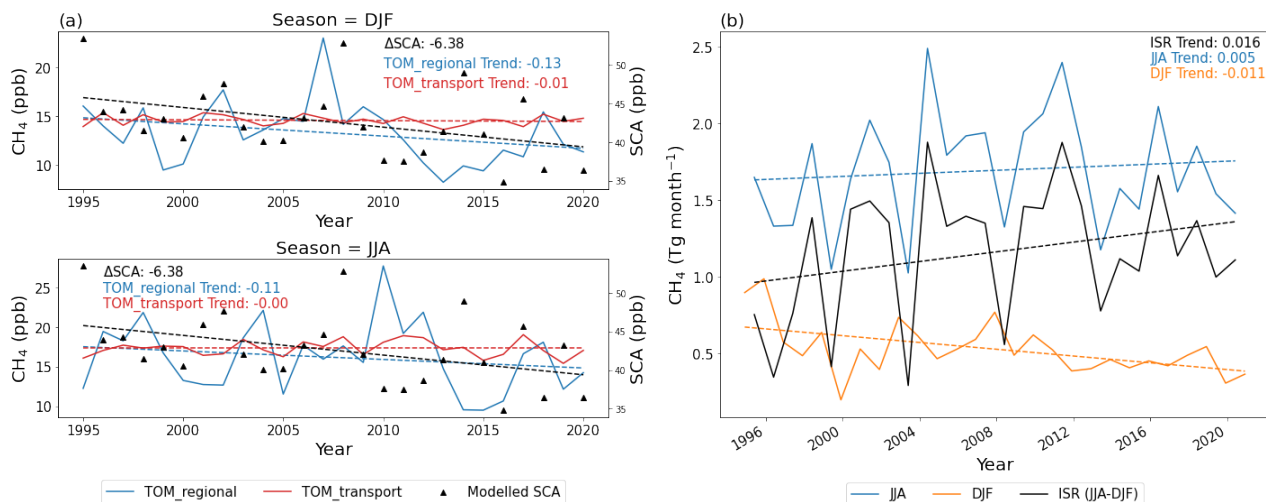 (a)
Season = DJF
ΔSCA: -6.38
TOM_regional Trend: -0.13
TOM_transport Trend: -0.01
CH₄ (ppb)
20
15
10
SCA (ppb)
50
45
40
35
1995 2000 2005 2010 2015 2020
Year
Season = JJA
ΔSCA: -6.38
TOM_regional Trend: -0.11
TOM_transport Trend: -0.00
CH₄ (ppb)
25
20
15
10
SCA (ppb)
50
45
40
35
1995 2000 2005 2010 2015 2020
Year
TOM_regional TOM_transport Modelled SCA
(b)
ISR Trend: 0.016
JJA Trend: 0.005
DJF Trend: -0.011
CH₄ (Tg month⁻¹)
2.5
2.0
1.5
1.0
0.5
1996 2000 2004 2008 2012 2016 2020
Year
JJA DJF ISR (JJA-DJF)